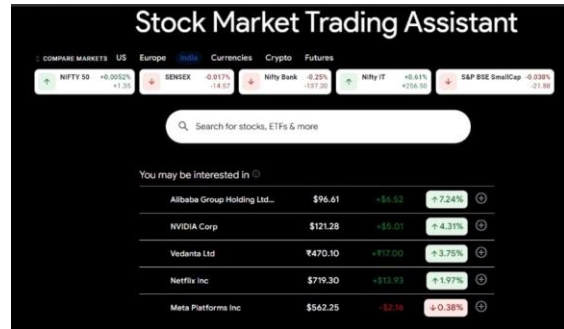 Stock Market Trading Assistant
COMPARE MARKETS US Europe India Currencies Crypto Futures
NIFTY 50 +0.0052% SENSEX -0.017% Nifty Bank -0.25% Nifty IT +0.61% S&P BSE SmallCap -0.038%
+1.35 -14.57 -137.20 +256.50 -21.88
Search for stocks, ETFs & more
You may be interested in
Alibaba Group Holding Ltd... $96.61 +$6.52 ↑7.24%
NVIDIA Corp $121.28 +$5.01 ↑4.31%
Vedanta Ltd ₹470.10 +₹17.00 ↑3.75%
Netflix Inc $719.30 +$13.93 ↑1.97%
Meta Platforms Inc $562.25 -$2.16 ↓0.38%